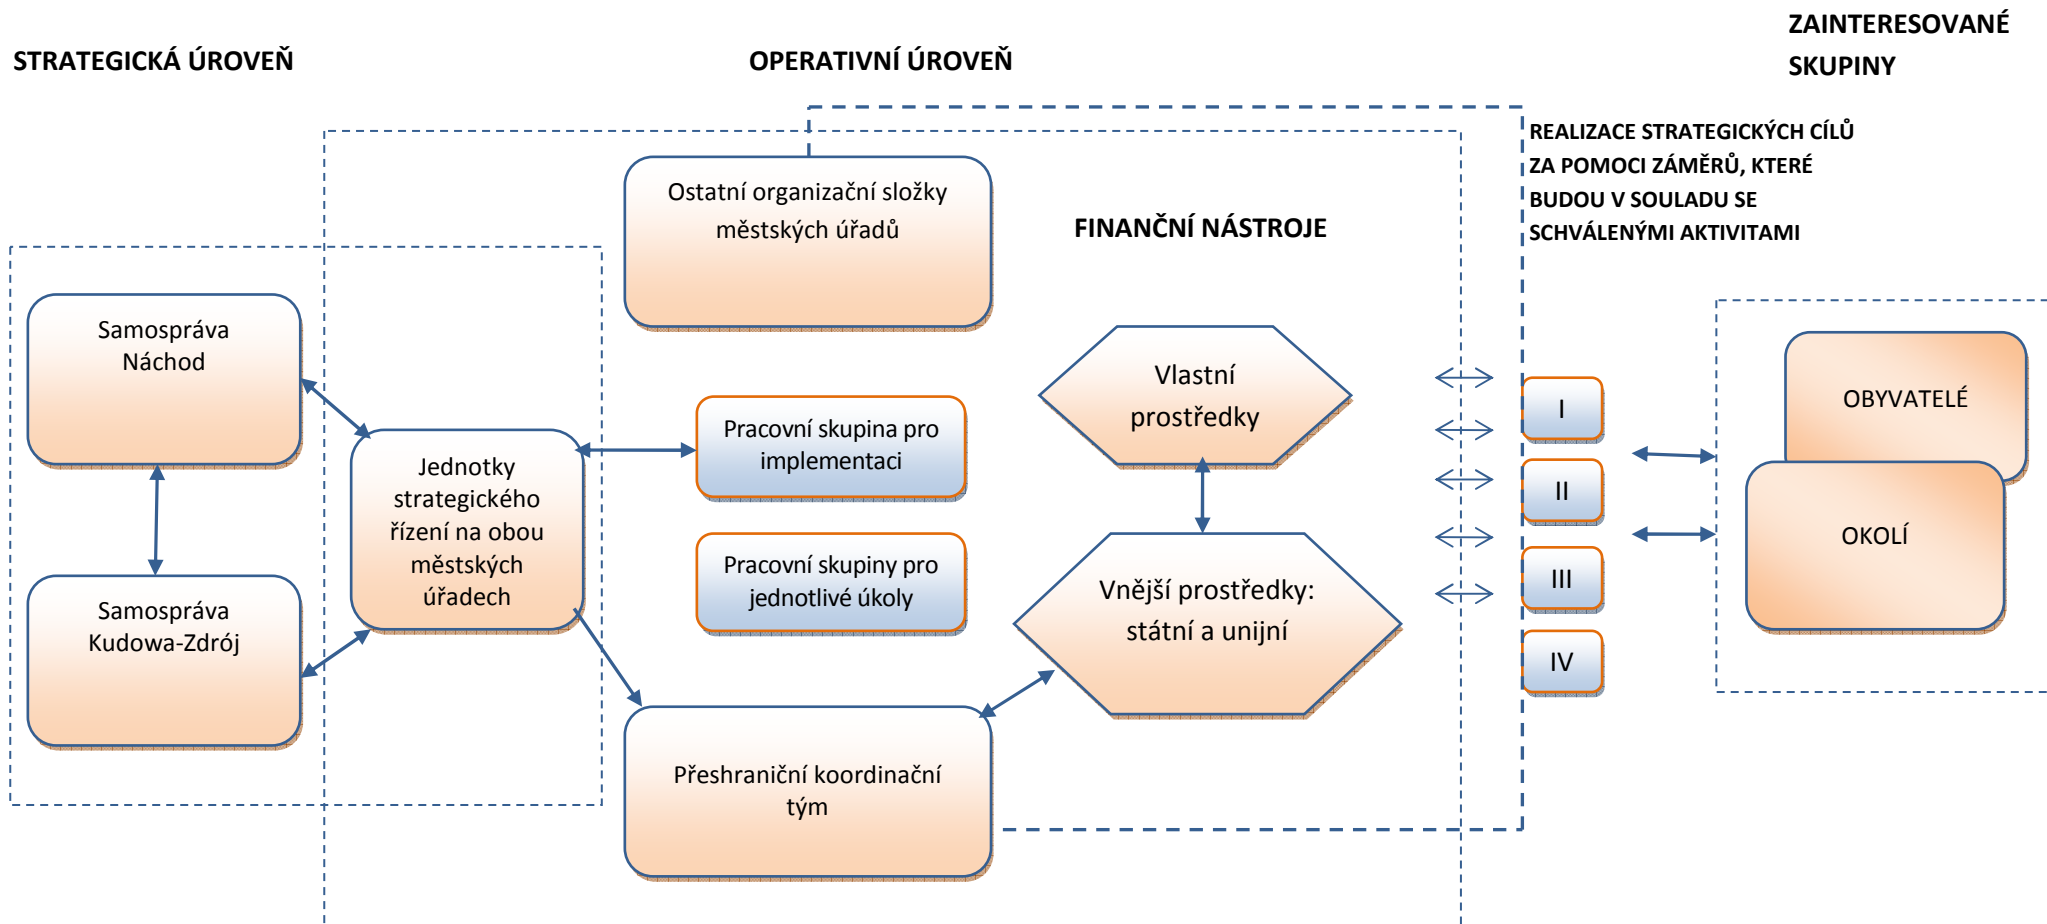 STRATEGICKÁ ÚROVEŇ
OPERATIVNÍ ÚROVEŇ
ZAINTERESOVANÉ
SKUPINY
REALIZACE STRATEGICKÝCH CÍLŮ
ZA POMOCI ZÁMĚRŮ, KTERÉ
BUDOU V SOULADU SE
SCHVÁLENÝMI AKTIVITAMI
Ostatní organizační složky
městských úřadů
FINANČNÍ NÁSTROJE
Samospráva
Náchod
Samospráva
Kudowa-Zdrój
Jednotky
strategického
řízení na obou
městských
úřadech
Pracovní skupina pro
implementaci
Pracovní skupiny pro
jednotlivé úkoly
Přeshraniční koordinační
tým
Vlastní
prostředky
Vnější prostředky:
státní a unijní
I
II
III
IV
OBYVATELÉ
OKOLÍ